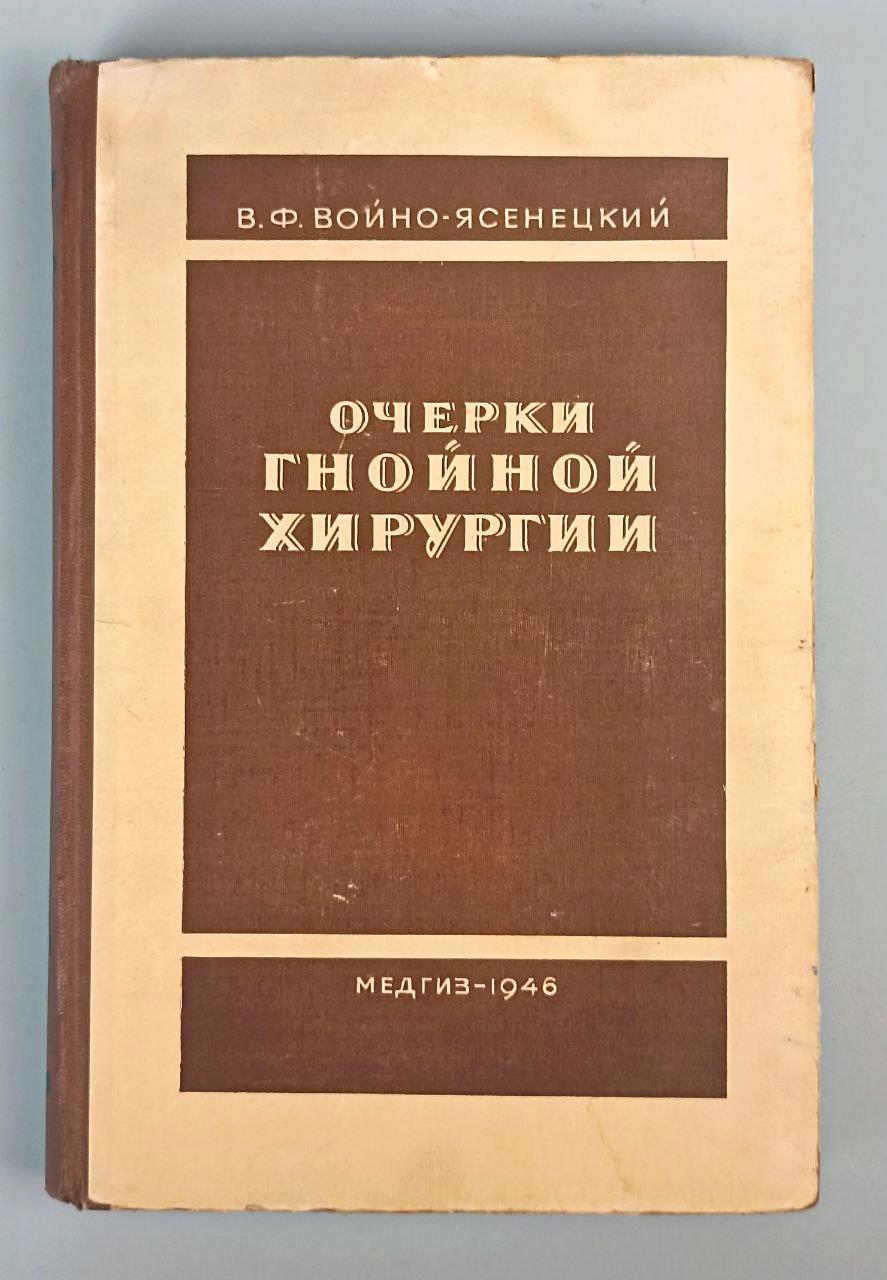 В. Ф. ВОЙНО-ЯСЕНЕЦКИЙ
ОЧЕРКИ
ГНОЙНОЙ
ХИРУРГИИ
МЕДГИЗ-1946